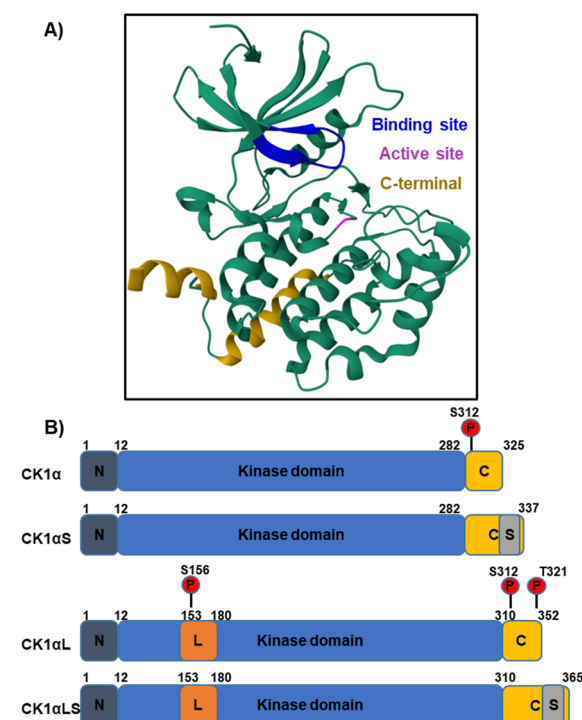 A)
Binding site
Active site
C-terminal
B)
S312
P
1 12 282 325
CK1α N Kinase domain C
1 12 282 337
CK1αS N Kinase domain C S
S156 S312 T321
P P P
1 12 153 180 310 352
CK1αL N L Kinase domain C
1 12 153 180 310 365
CK1αLS N L Kinase domain C S